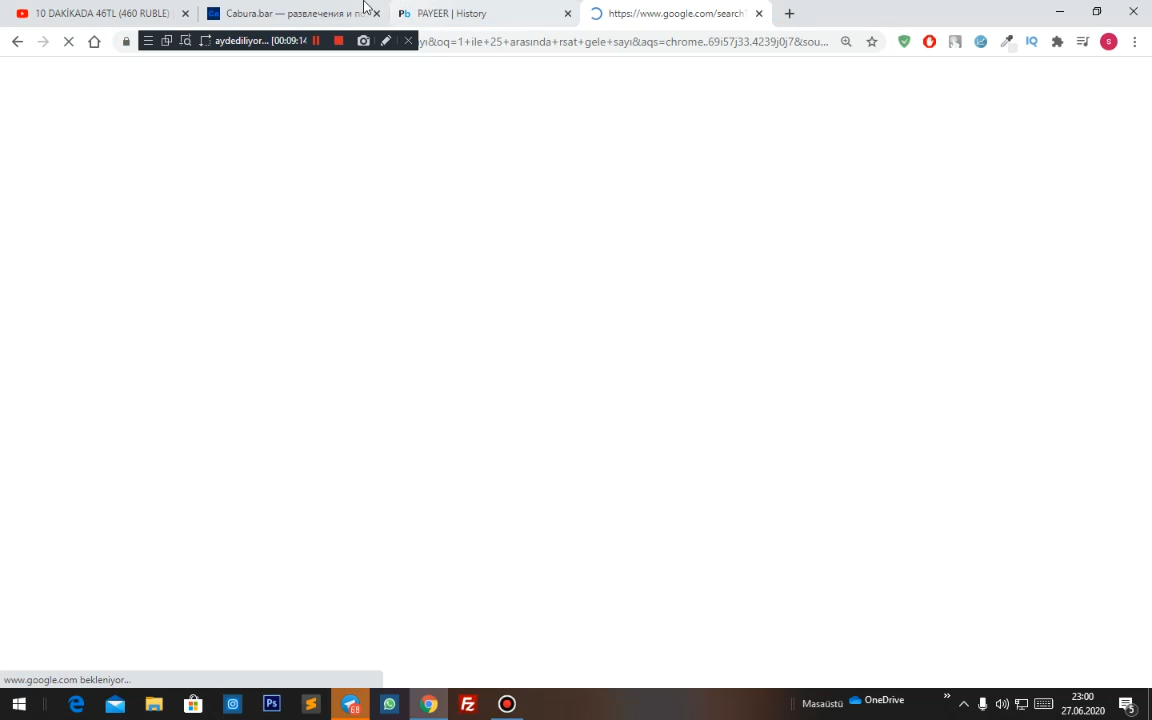 10 DAKİKADA 46TL (460 RUBLE)
Cabura.bar — развлечения и по
PAYEER | History
https://www.google.com/search?
aydediliyor... [00:09:14
yı&oq=1+ile+25+arasında+rsat+gele+sayı&aqs=chrome..69i57j33.4239j0j7&sou...
www.google.com bekleniyor...
Masaüstü
OneDrive
23:00
27.06.2020